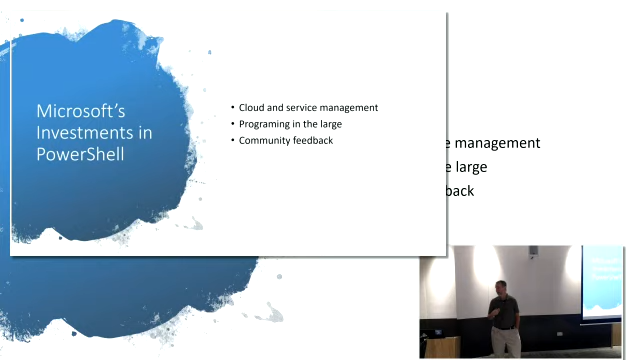 Microsoft's
Investments in
PowerShell
• Cloud and service management
• Programing in the large
• Community feedback
e management
e large
back